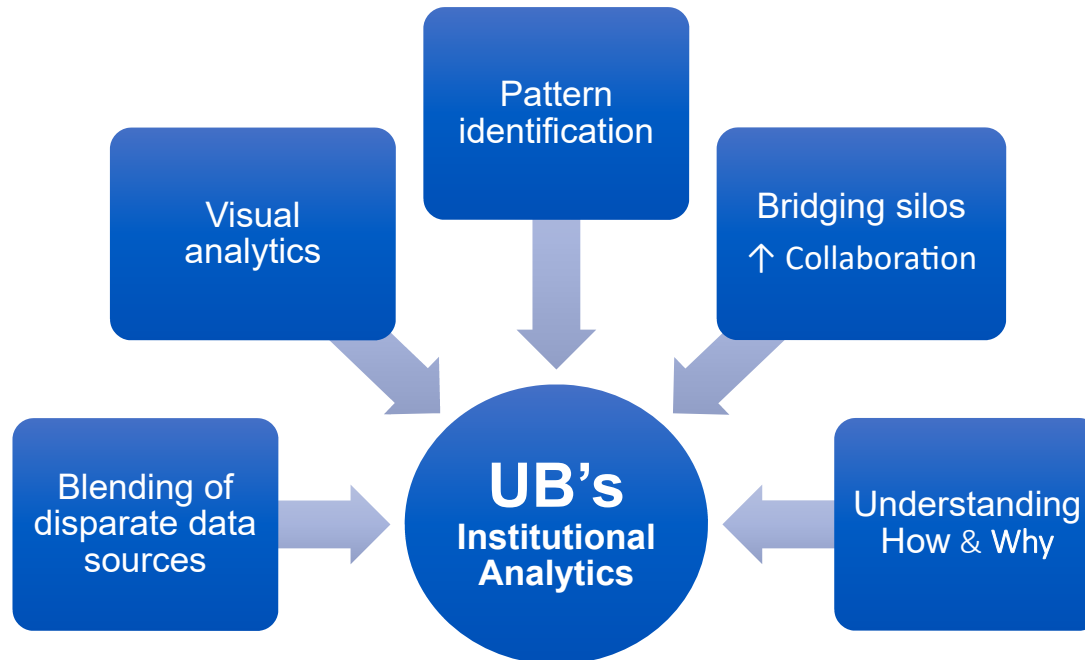 Pattern
identification
Visual
analytics
Bridging silos
↑ Collaboration
Blending of
disparate data
sources
UB’s
Institutional
Analytics
Understanding
How & Why